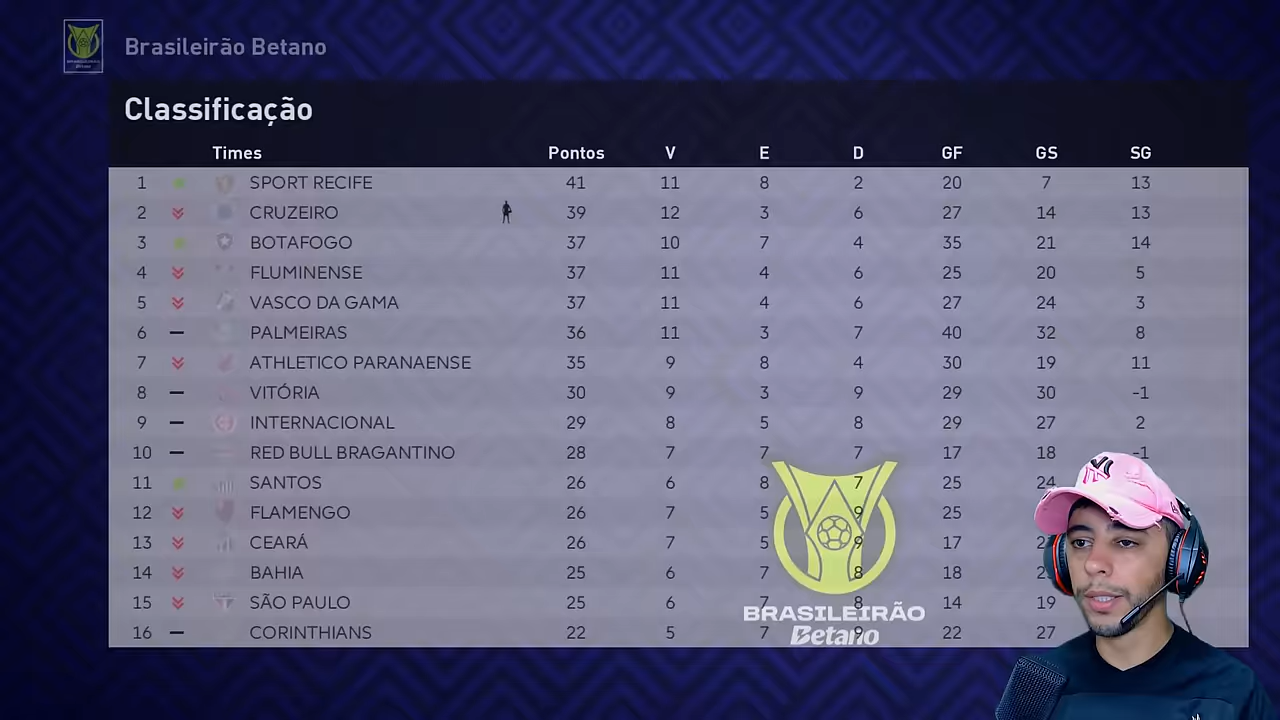 Brasileirão Betano
Classificação
Times Pontos V E D GF GS SG
1 SPORT RECIFE 41 11 8 2 20 7 13
2 CRUZEIRO 39 12 3 6 27 14 13
3 BOTAFOGO 37 10 7 4 35 21 14
4 FLUMINENSE 37 11 4 6 25 20 5
5 VASCO DA GAMA 37 11 4 6 27 24 3
6 PALMEIRAS 36 11 3 7 40 32 8
7 ATHLETICO PARANAENSE 35 9 8 4 30 19 11
8 VITÓRIA 30 9 3 9 29 30 -1
9 INTERNACIONAL 29 8 5 8 29 27 2
10 RED BULL BRAGANTINO 28 7 7 7 17 18 -1
11 SANTOS 26 6 8 7 25 24
12 FLAMENGO 26 7 5 9 25
13 CEARÁ 26 7 5 9 17
14 BAHIA 25 6 7 8 18
15 SÃO PAULO 25 6 7 8 14 19
16 CORINTHIANS 22 5 7 9 22 27
BRASILEIRÃO
Betano